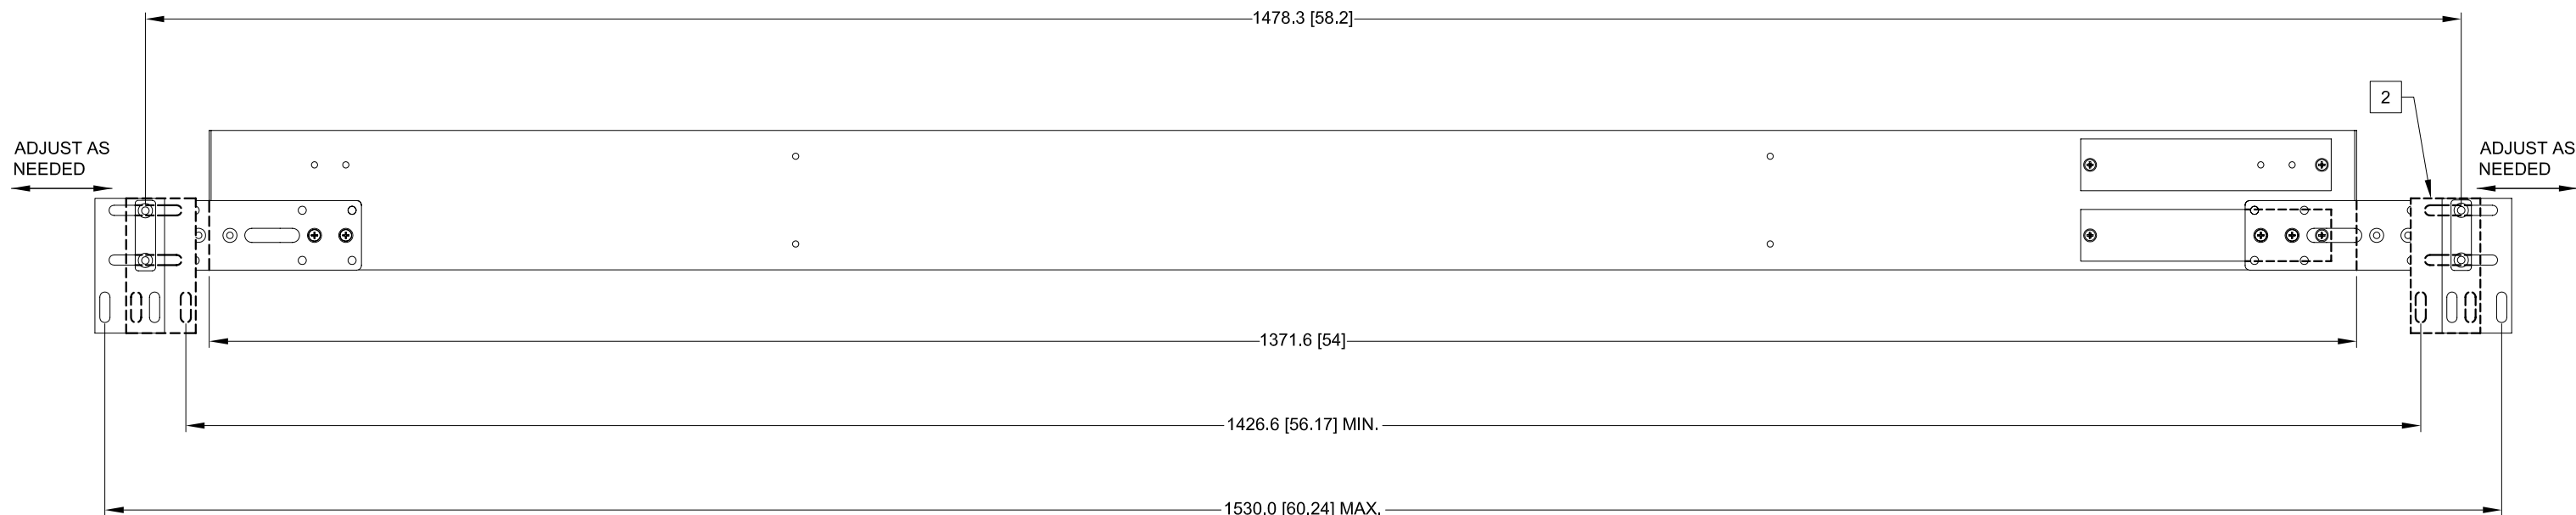 1478.3 [58.2]
2
ADJUST AS
NEEDED
ADJUST AS
NEEDED
1371.6 [54]
1426.6 [56.17] MIN.
1530.0 [60.24] MAX.